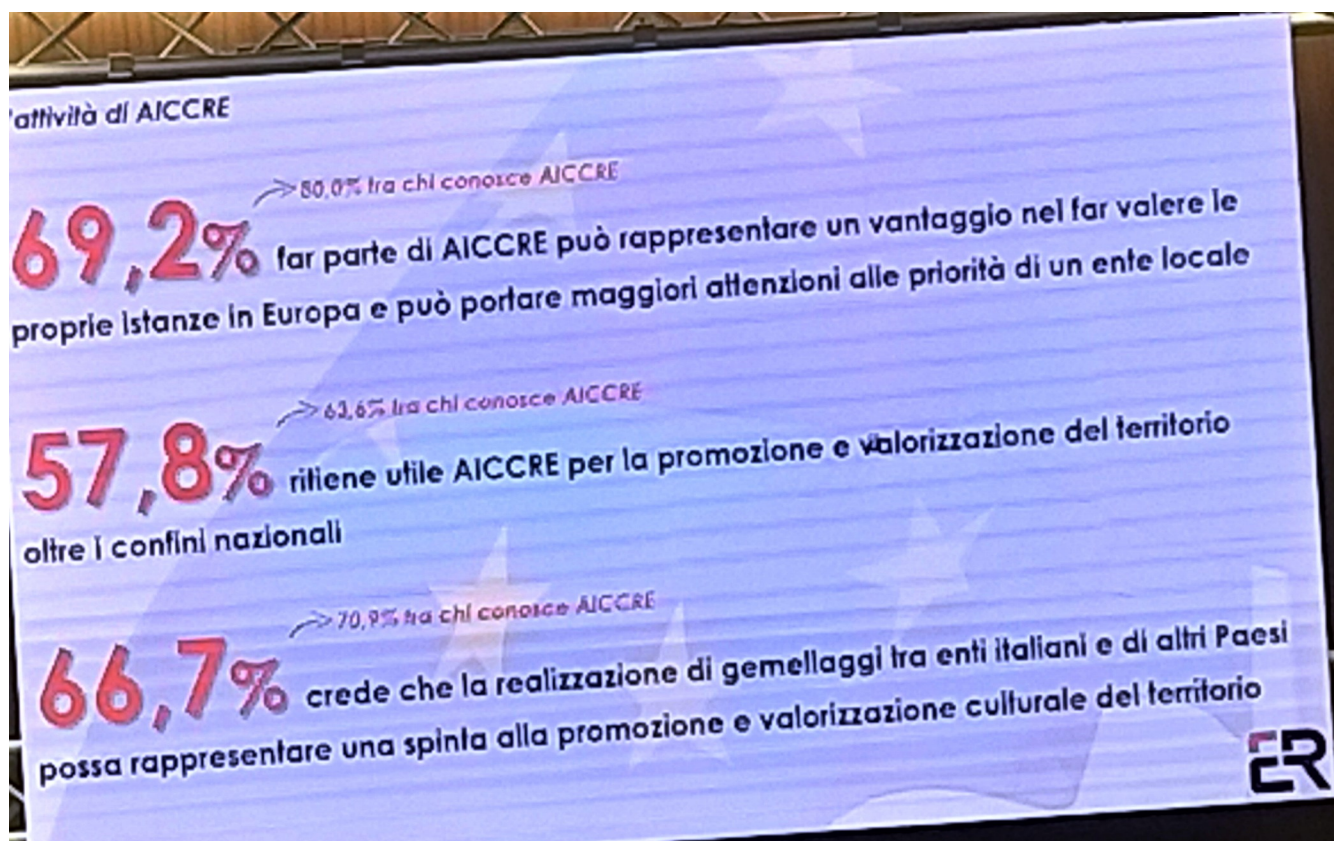 'attività di AICCRE
80,0% tra chi conosce AICCRE
69,2% far parte di AICCRE può rappresentare un vantaggio nel far valere le
proprie istanze in Europa e può portare maggiori attenzioni alle priorità di un ente locale
63,6% tra chi conosce AICCRE
57,8% ritiene utile AICCRE per la promozione e valorizzazione del territorio
oltre i confini nazionali
70,9% tra chi conosce AICCRE
66,7% crede che la realizzazione di gemellaggi tra enti italiani e di altri Paesi
possa rappresentare una spinta alla promozione e valorizzazione culturale del territorio
ER